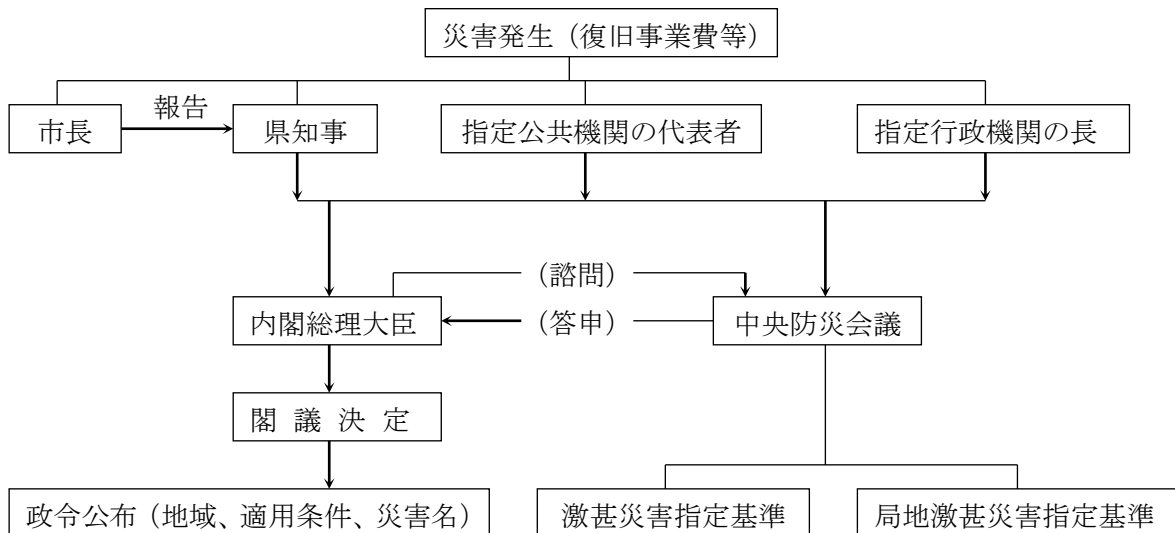 災害発生（復旧事業費等）
報告
市長
県知事
指定公共機関の代表者
指定行政機関の長
（諮問）
内閣総理大臣
（答申）
中央防災会議
閣 議 決 定
政令公布（地域、適用条件、災害名）
激甚災害指定基準
局地激甚災害指定基準